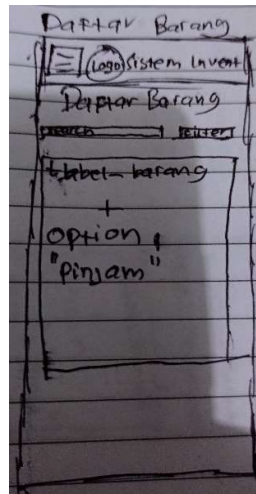 Daftar Barang
Logo Sistem Invent
Daftar Barang
Search Filter
Tabel barang
+
option
"Pinjam"